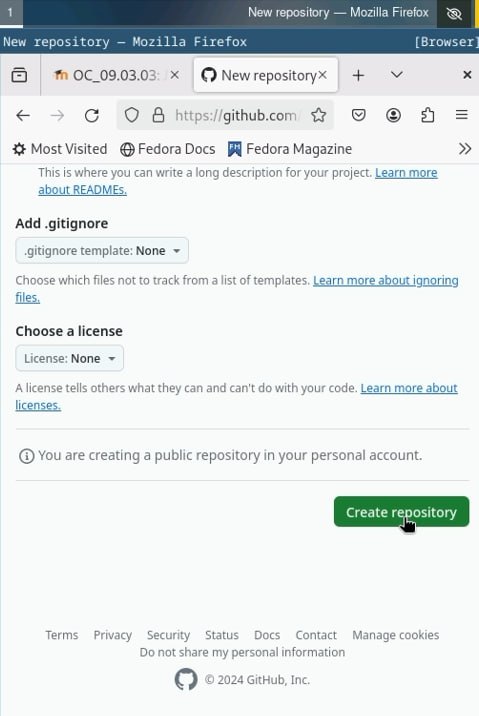 1 New repository — Mozilla Firefox
New repository — Mozilla Firefox [Browser]
OC_09.03.03: New repository
https://github.com/
Most Visited Fedora Docs Fedora Magazine
This is where you can write a long description for your project. Learn more
about READMEs.
Add .gitignore
.gitignore template: None
Choose which files not to track from a list of templates. Learn more about ignoring
files.
Choose a license
License: None
A license tells others what they can and can't do with your code. Learn more about
licenses.
You are creating a public repository in your personal account.
Create repository
Terms Privacy Security Status Docs Contact Manage cookies
Do not share my personal information
© 2024 GitHub, Inc.